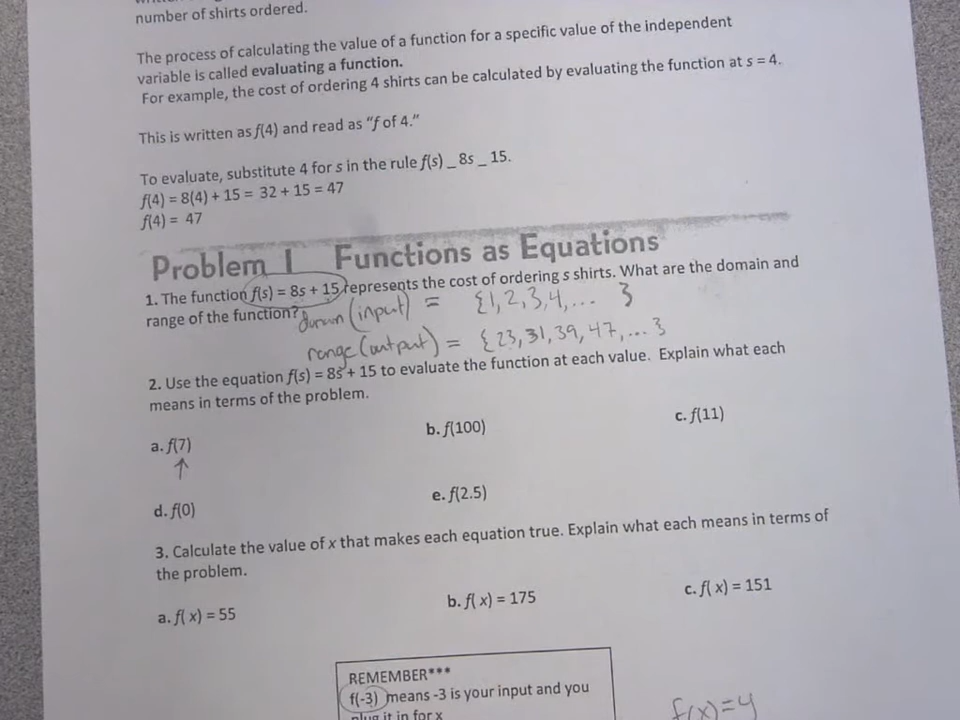 number of shirts ordered.
The process of calculating the value of a function for a specific value of the independent
variable is called evaluating a function.
For example, the cost of ordering 4 shirts can be calculated by evaluating the function at s = 4.
This is written as f(4) and read as “f of 4.”
To evaluate, substitute 4 for s in the rule f(s) _ 8s _ 15.
f(4) = 8(4) + 15 = 32 + 15 = 47
f(4) = 47
Problem 1 Functions as Equations
1. The function f(s) = 8s + 15 represents the cost of ordering s shirts. What are the domain and
range of the function?
(input) = {1, 2, 3, 4, ... }
range (output) = {23, 31, 39, 47, ... }
2. Use the equation f(s) = 8s + 15 to evaluate the function at each value. Explain what each
means in terms of the problem.
a. f(7) b. f(100) c. f(11)
↑
d. f(0) e. f(2.5)
3. Calculate the value of x that makes each equation true. Explain what each means in terms of
the problem.
a. f( x) = 55 b. f( x) = 175 c. f( x) = 151
REMEMBER***
f(-3) means -3 is your input and you
plug it in for x
f(x)=4